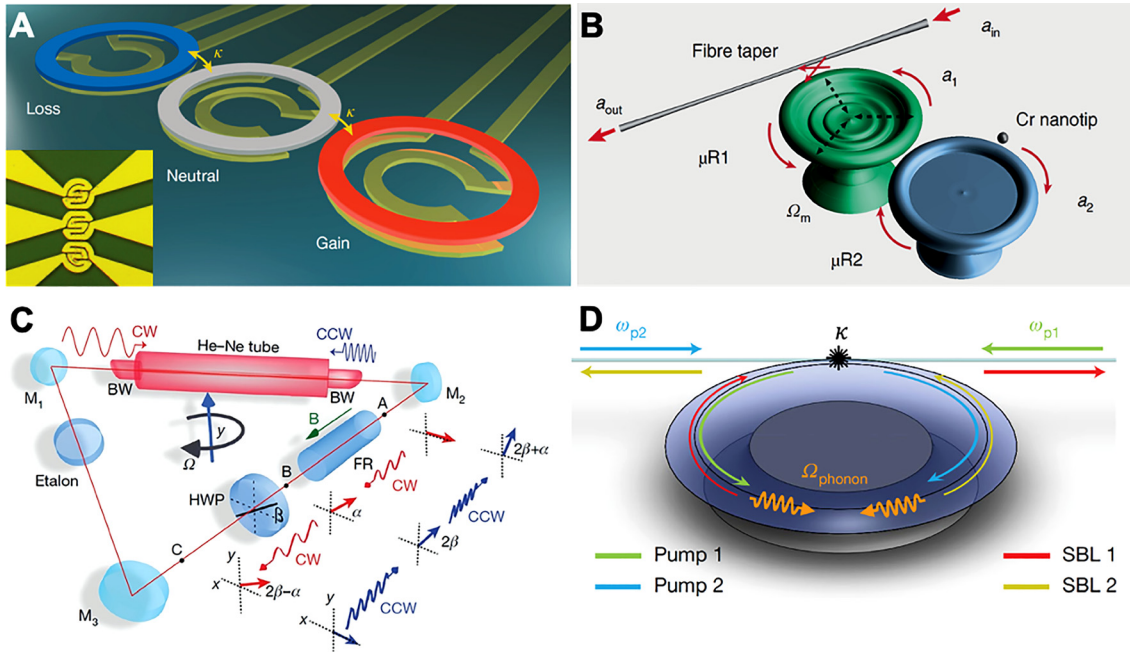 A
κ
κ
Loss
Neutral
Gain
B
Fibre taper
a_in
a_out
a_1
Cr nanotip
μR1
Ω_m
a_2
μR2
C
CW
He–Ne tube
CCW
BW
BW
M_1
M_2
A
B
y
Ω
Etalon
FR
B
HWP
β
CW
2β+α
α
CCW
2β
C
CW
y
x
2β-α
y
x
CCW
M_3
D
ω_p2
κ
ω_p1
Ω_phonon
Pump 1
SBL 1
Pump 2
SBL 2